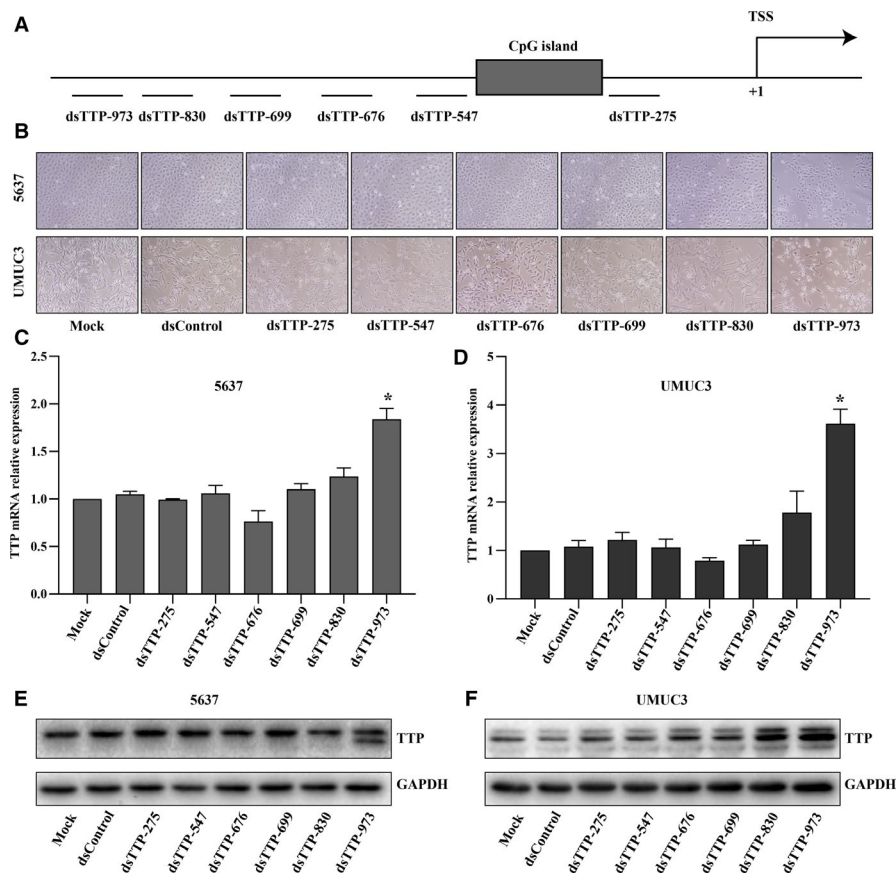 A
TSS
CpG island
+1
dsTTP-973 dsTTP-830 dsTTP-699 dsTTP-676 dsTTP-547 dsTTP-275
B
5637
UMUC3
Mock dsControl dsTTP-275 dsTTP-547 dsTTP-676 dsTTP-699 dsTTP-830 dsTTP-973
C
5637
TTP mRNA relative expression
2.5
2.0
1.5
1.0
0.5
0.0
*
Mock dsControl dsTTP-275 dsTTP-547 dsTTP-676 dsTTP-699 dsTTP-830 dsTTP-973
D
UMUC3
TTP mRNA relative expression
5
4
3
2
1
0
*
Mock dsControl dsTTP-275 dsTTP-547 dsTTP-676 dsTTP-699 dsTTP-830 dsTTP-973
E
5637
TTP
GAPDH
Mock dsControl dsTTP-275 dsTTP-547 dsTTP-676 dsTTP-699 dsTTP-830 dsTTP-973
F
UMUC3
TTP
GAPDH
Mock dsControl dsTTP-275 dsTTP-547 dsTTP-676 dsTTP-699 dsTTP-830 dsTTP-973